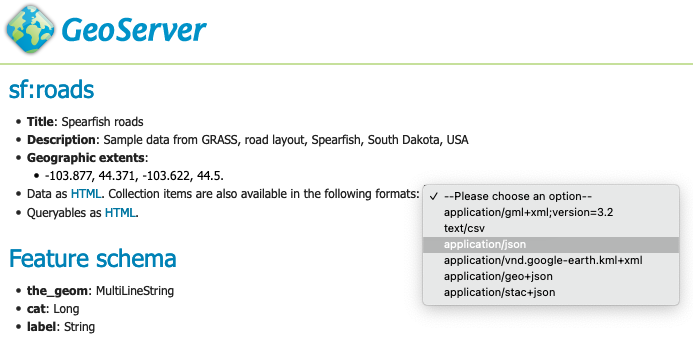 GeoServer
sf:roads
• Title: Spearfish roads
• Description: Sample data from GRASS, road layout, Spearfish, South Dakota, USA
• Geographic extents:
• -103.877, 44.371, -103.622, 44.5.
• Data as HTML. Collection items are also available in the following formats:
✓ --Please choose an option--
application/gml+xml;version=3.2
text/csv
application/json
application/vnd.google-earth.kml+xml
application/geo+json
application/stac+json
• Queryables as HTML.
Feature schema
• the_geom: MultiLineString
• cat: Long
• label: String